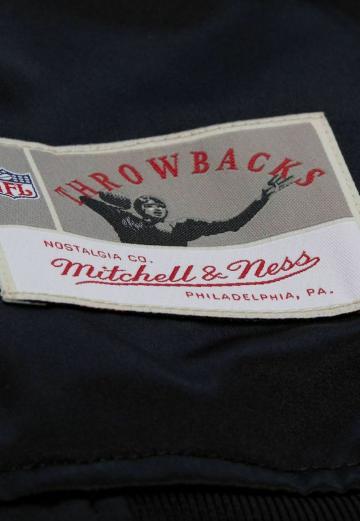 NFL
THROWBACKS
NOSTALGIA CO.
Mitchell & Ness
PHILADELPHIA, PA.